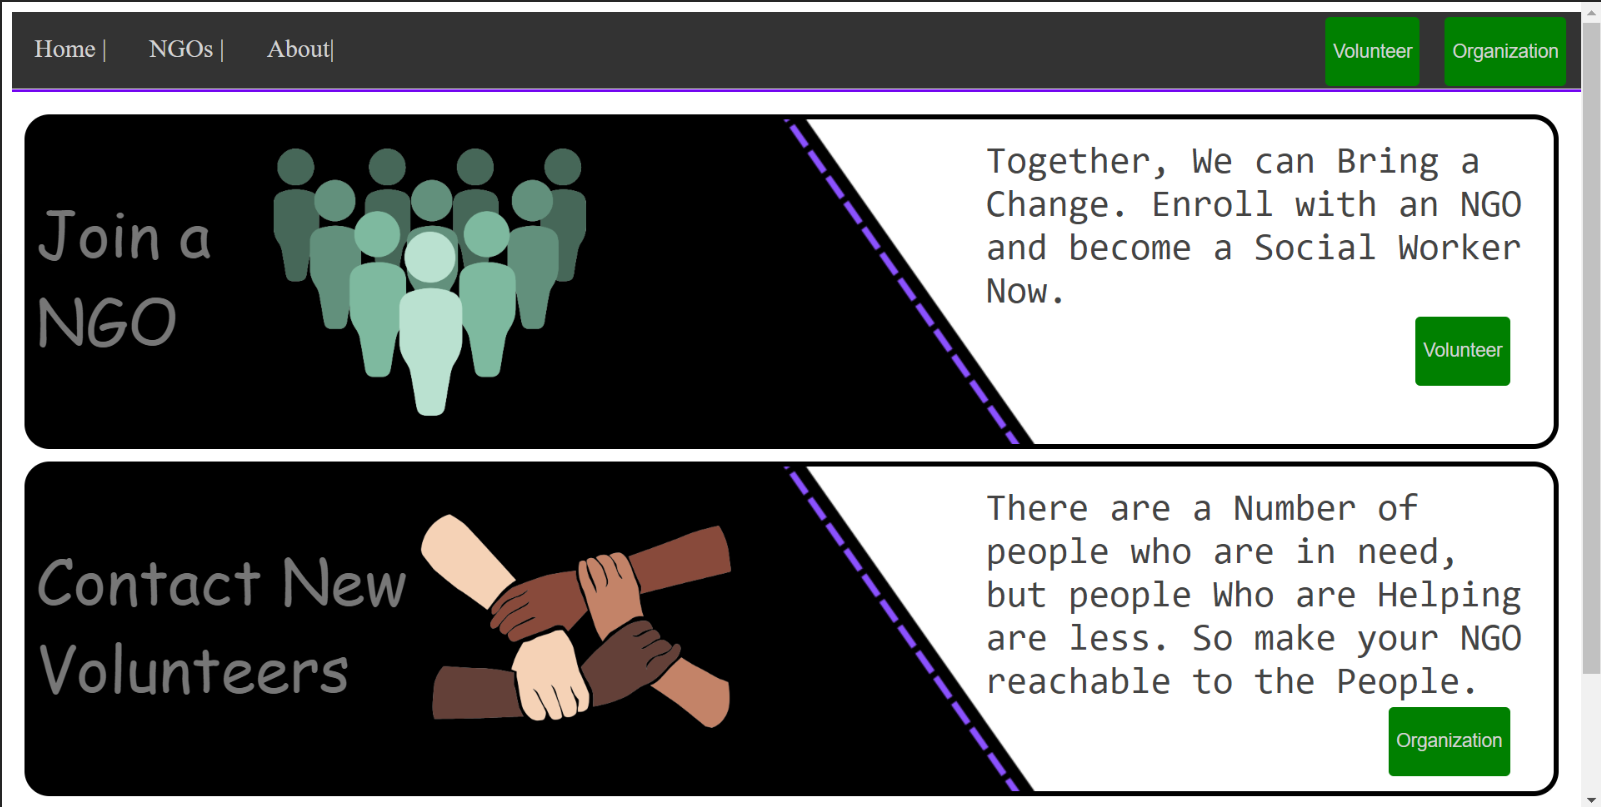 Home | NGOs | About| Volunteer Organization
Join a
NGO
Together, We can Bring a
Change. Enroll with an NGO
and become a Social Worker
Now.
Volunteer
Contact New
Volunteers
There are a Number of
people who are in need,
but people Who are Helping
are less. So make your NGO
reachable to the People.
Organization